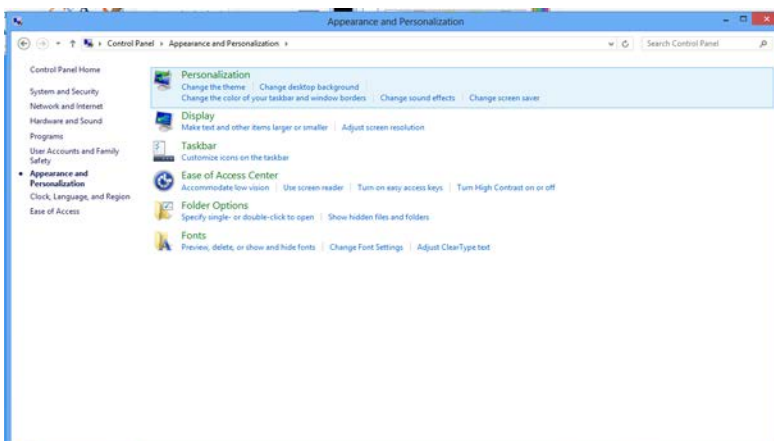 Appearance and Personalization
Control Panel ▸ Appearance and Personalization ▸
Search Control Panel
Control Panel Home
System and Security
Network and Internet
Hardware and Sound
Programs
User Accounts and Family
Safety
Appearance and
Personalization
Clock, Language, and Region
Ease of Access
Personalization
Change the theme | Change desktop background
Change the color of your taskbar and window borders | Change sound effects | Change screen saver
Display
Make text and other items larger or smaller | Adjust screen resolution
Taskbar
Customize icons on the taskbar
Ease of Access Center
Accommodate low vision | Use screen reader | Turn on easy access keys | Turn High Contrast on or off
Folder Options
Specify single- or double-click to open | Show hidden files and folders
Fonts
Preview, delete, or show and hide fonts | Change Font Settings | Adjust ClearType text